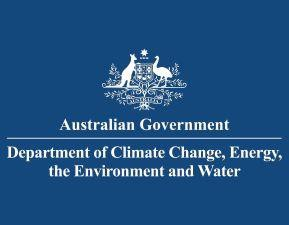 Australian Government
Department of Climate Change, Energy,
the Environment and Water